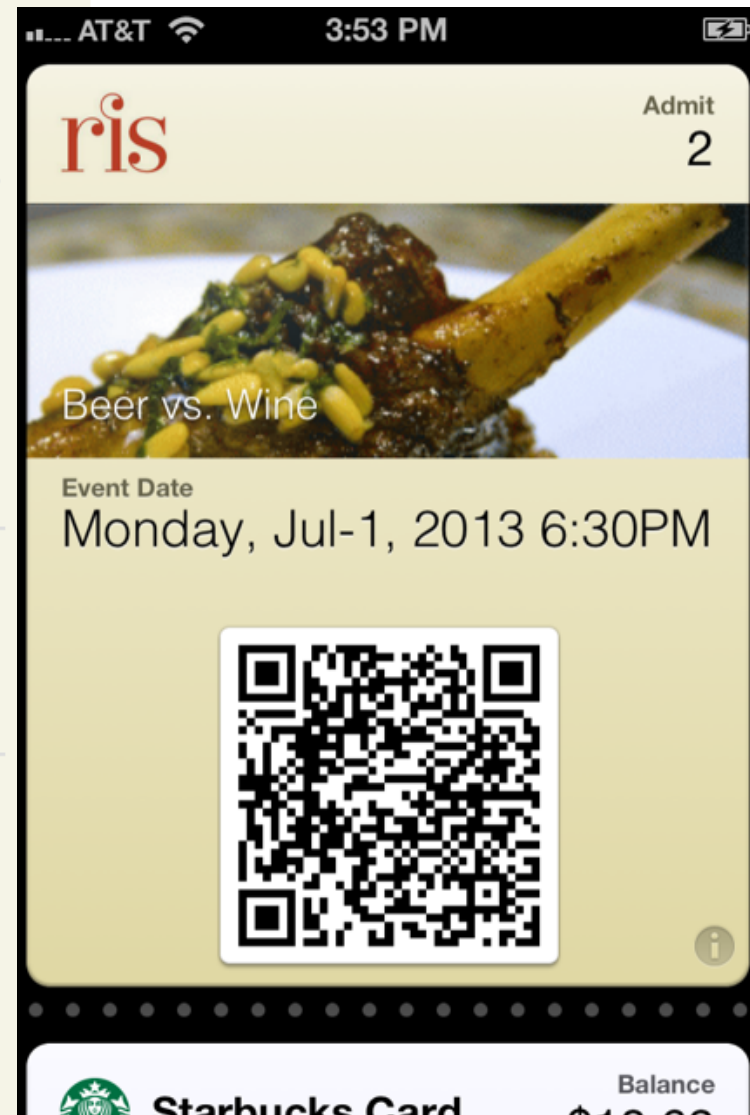 AT&T 3:53 PM
ris
Admit
2
Beer vs. Wine
Event Date
Monday, Jul-1, 2013 6:30PM
Starbucks Card
Balance